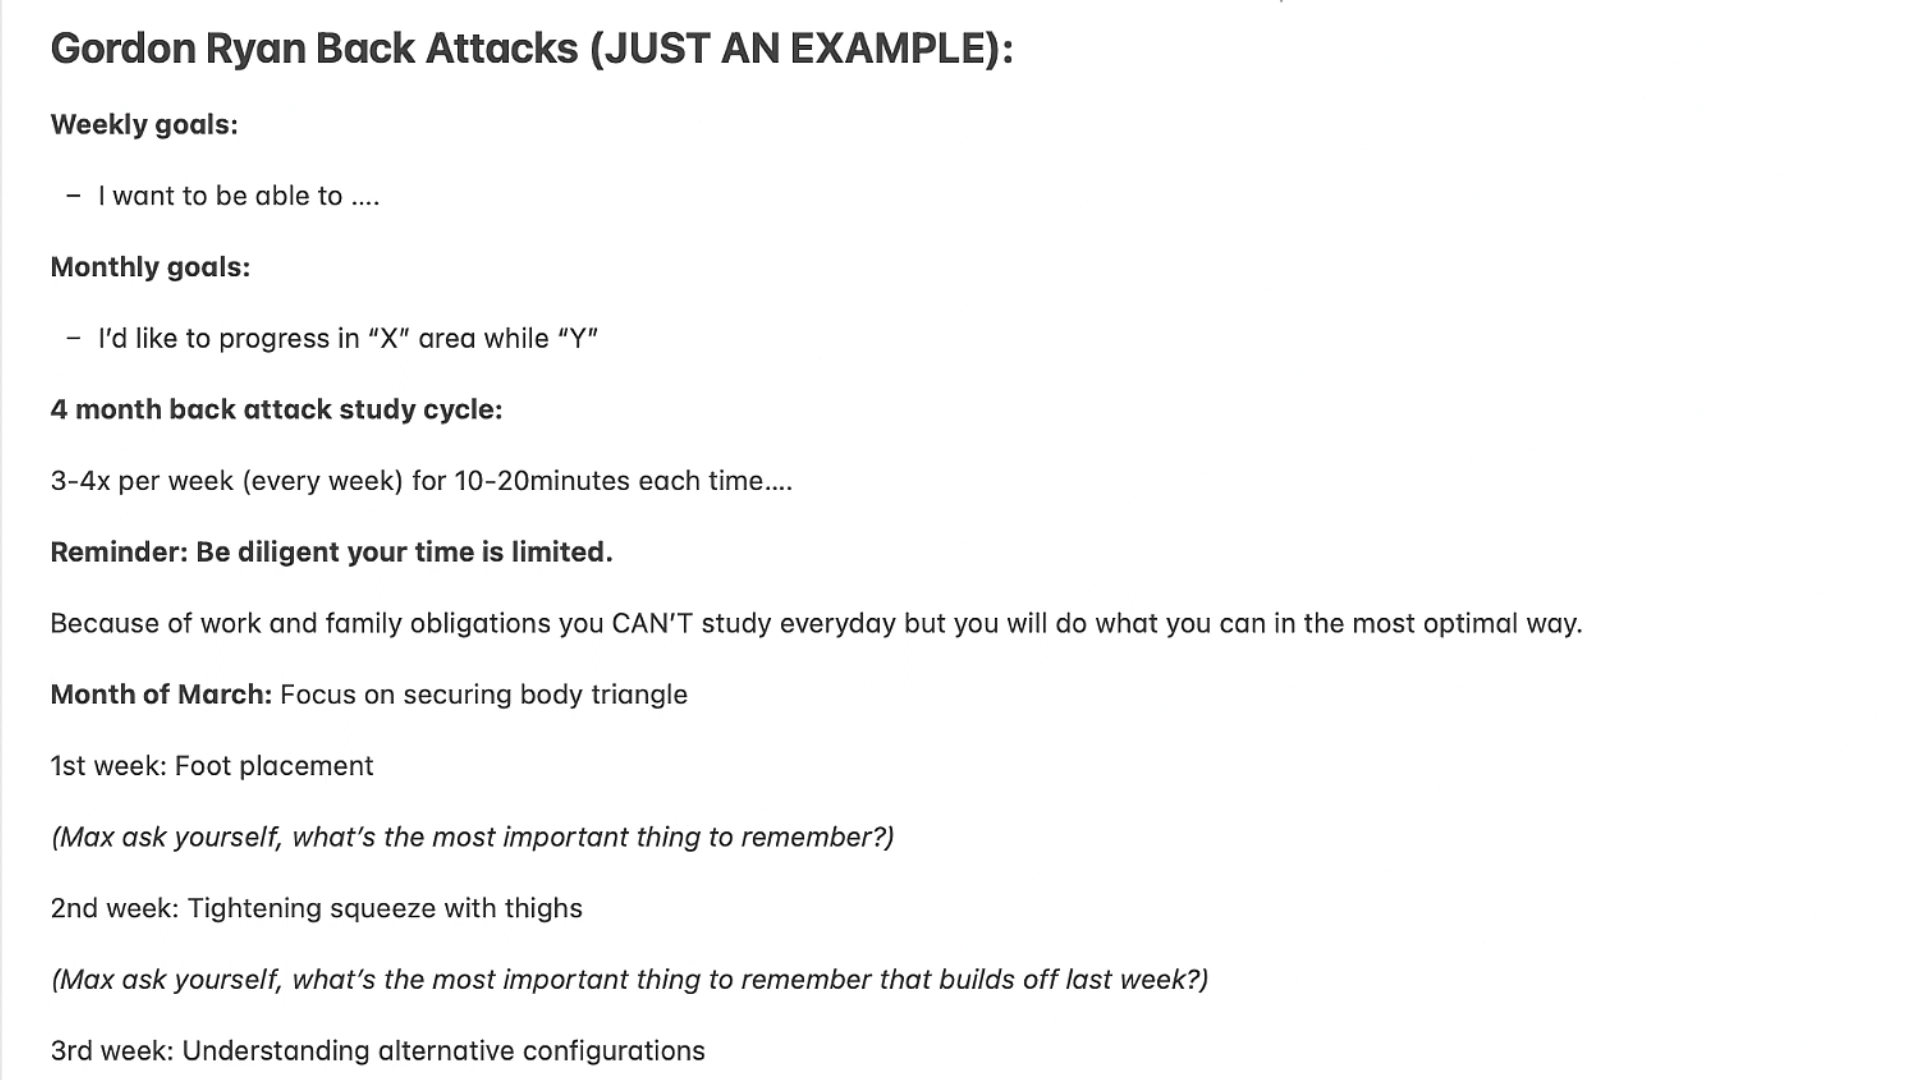 Gordon Ryan Back Attacks (JUST AN EXAMPLE):
Weekly goals:
– I want to be able to ....
Monthly goals:
– I’d like to progress in “X” area while “Y”
4 month back attack study cycle:
3-4x per week (every week) for 10-20minutes each time....
Reminder: Be diligent your time is limited.
Because of work and family obligations you CAN’T study everyday but you will do what you can in the most optimal way.
Month of March: Focus on securing body triangle
1st week: Foot placement
(Max ask yourself, what’s the most important thing to remember?)
2nd week: Tightening squeeze with thighs
(Max ask yourself, what’s the most important thing to remember that builds off last week?)
3rd week: Understanding alternative configurations